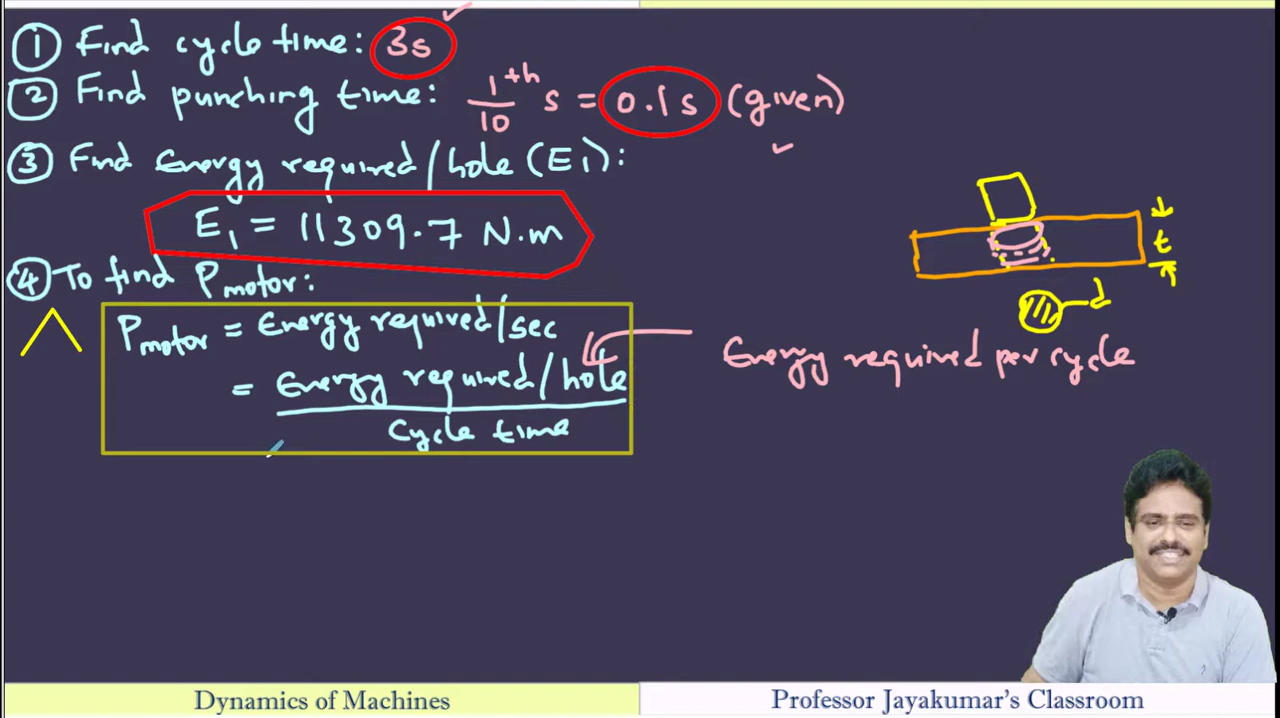 ① Find cycle time: 3s
② Find punching time: 1/10 th s = 0.1s (given)
③ Find Energy required/hole (E1):
E1 = 11309.7 N.m
④ To find Pmotor:
Pmotor = Energy required/sec
= Energy required/hole
Cycle time
Energy required per cycle
t
d
Dynamics of Machines
Professor Jayakumar's Classroom